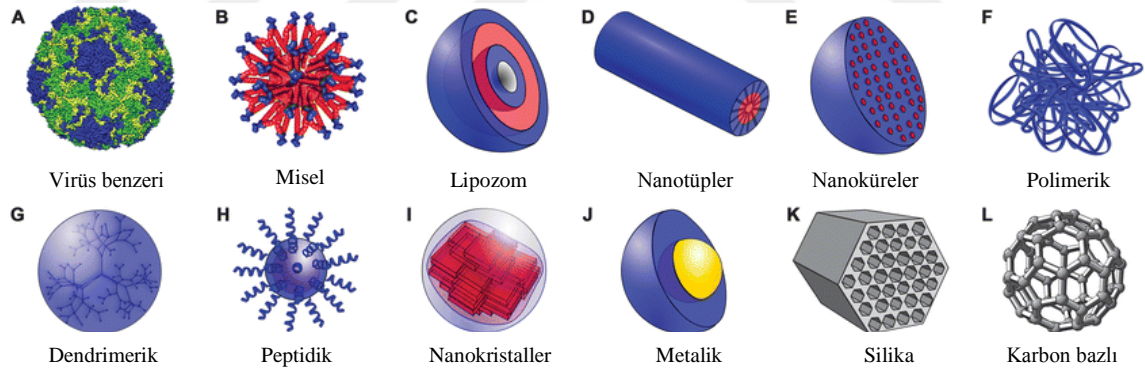 A B C D E F
Virüs benzeri Misel Lipozom Nanotüpler Nanoküreler Polimerik
G H I J K L
Dendrimerik Peptidik Nanokristaller Metalik Silika Karbon bazlı